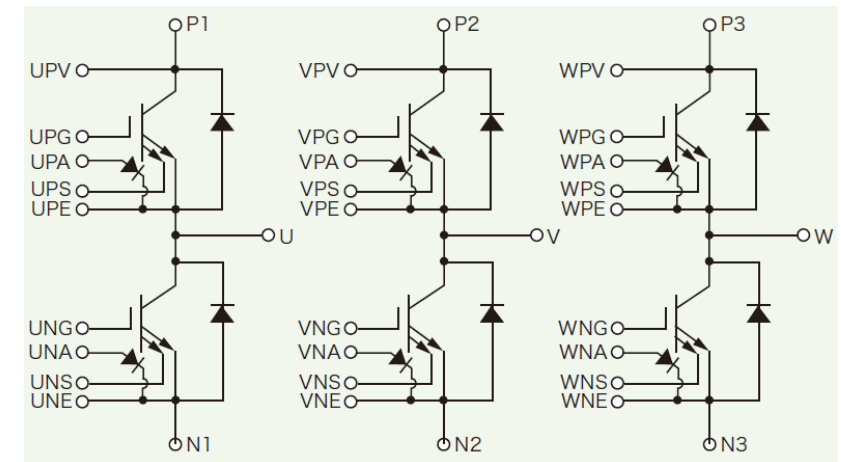 P1 P2 P3
UPV VPV WPV
UPG VPG WPG
UPA VPA WPA
UPS VPS WPS
UPE VPE WPE
U V W
UNG VNG WNG
UNA VNA WNA
UNS VNS WNS
UNE VNE WNE
N1 N2 N3